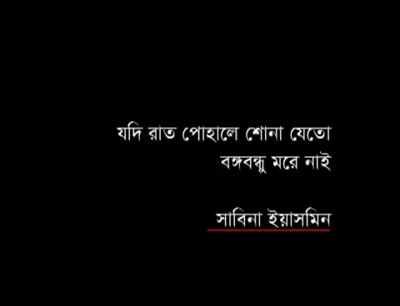 যদি রাত পোহালে শোনা যেতো
বঙ্গবন্ধু মরে নাই
সাবিনা ইয়াসমিন